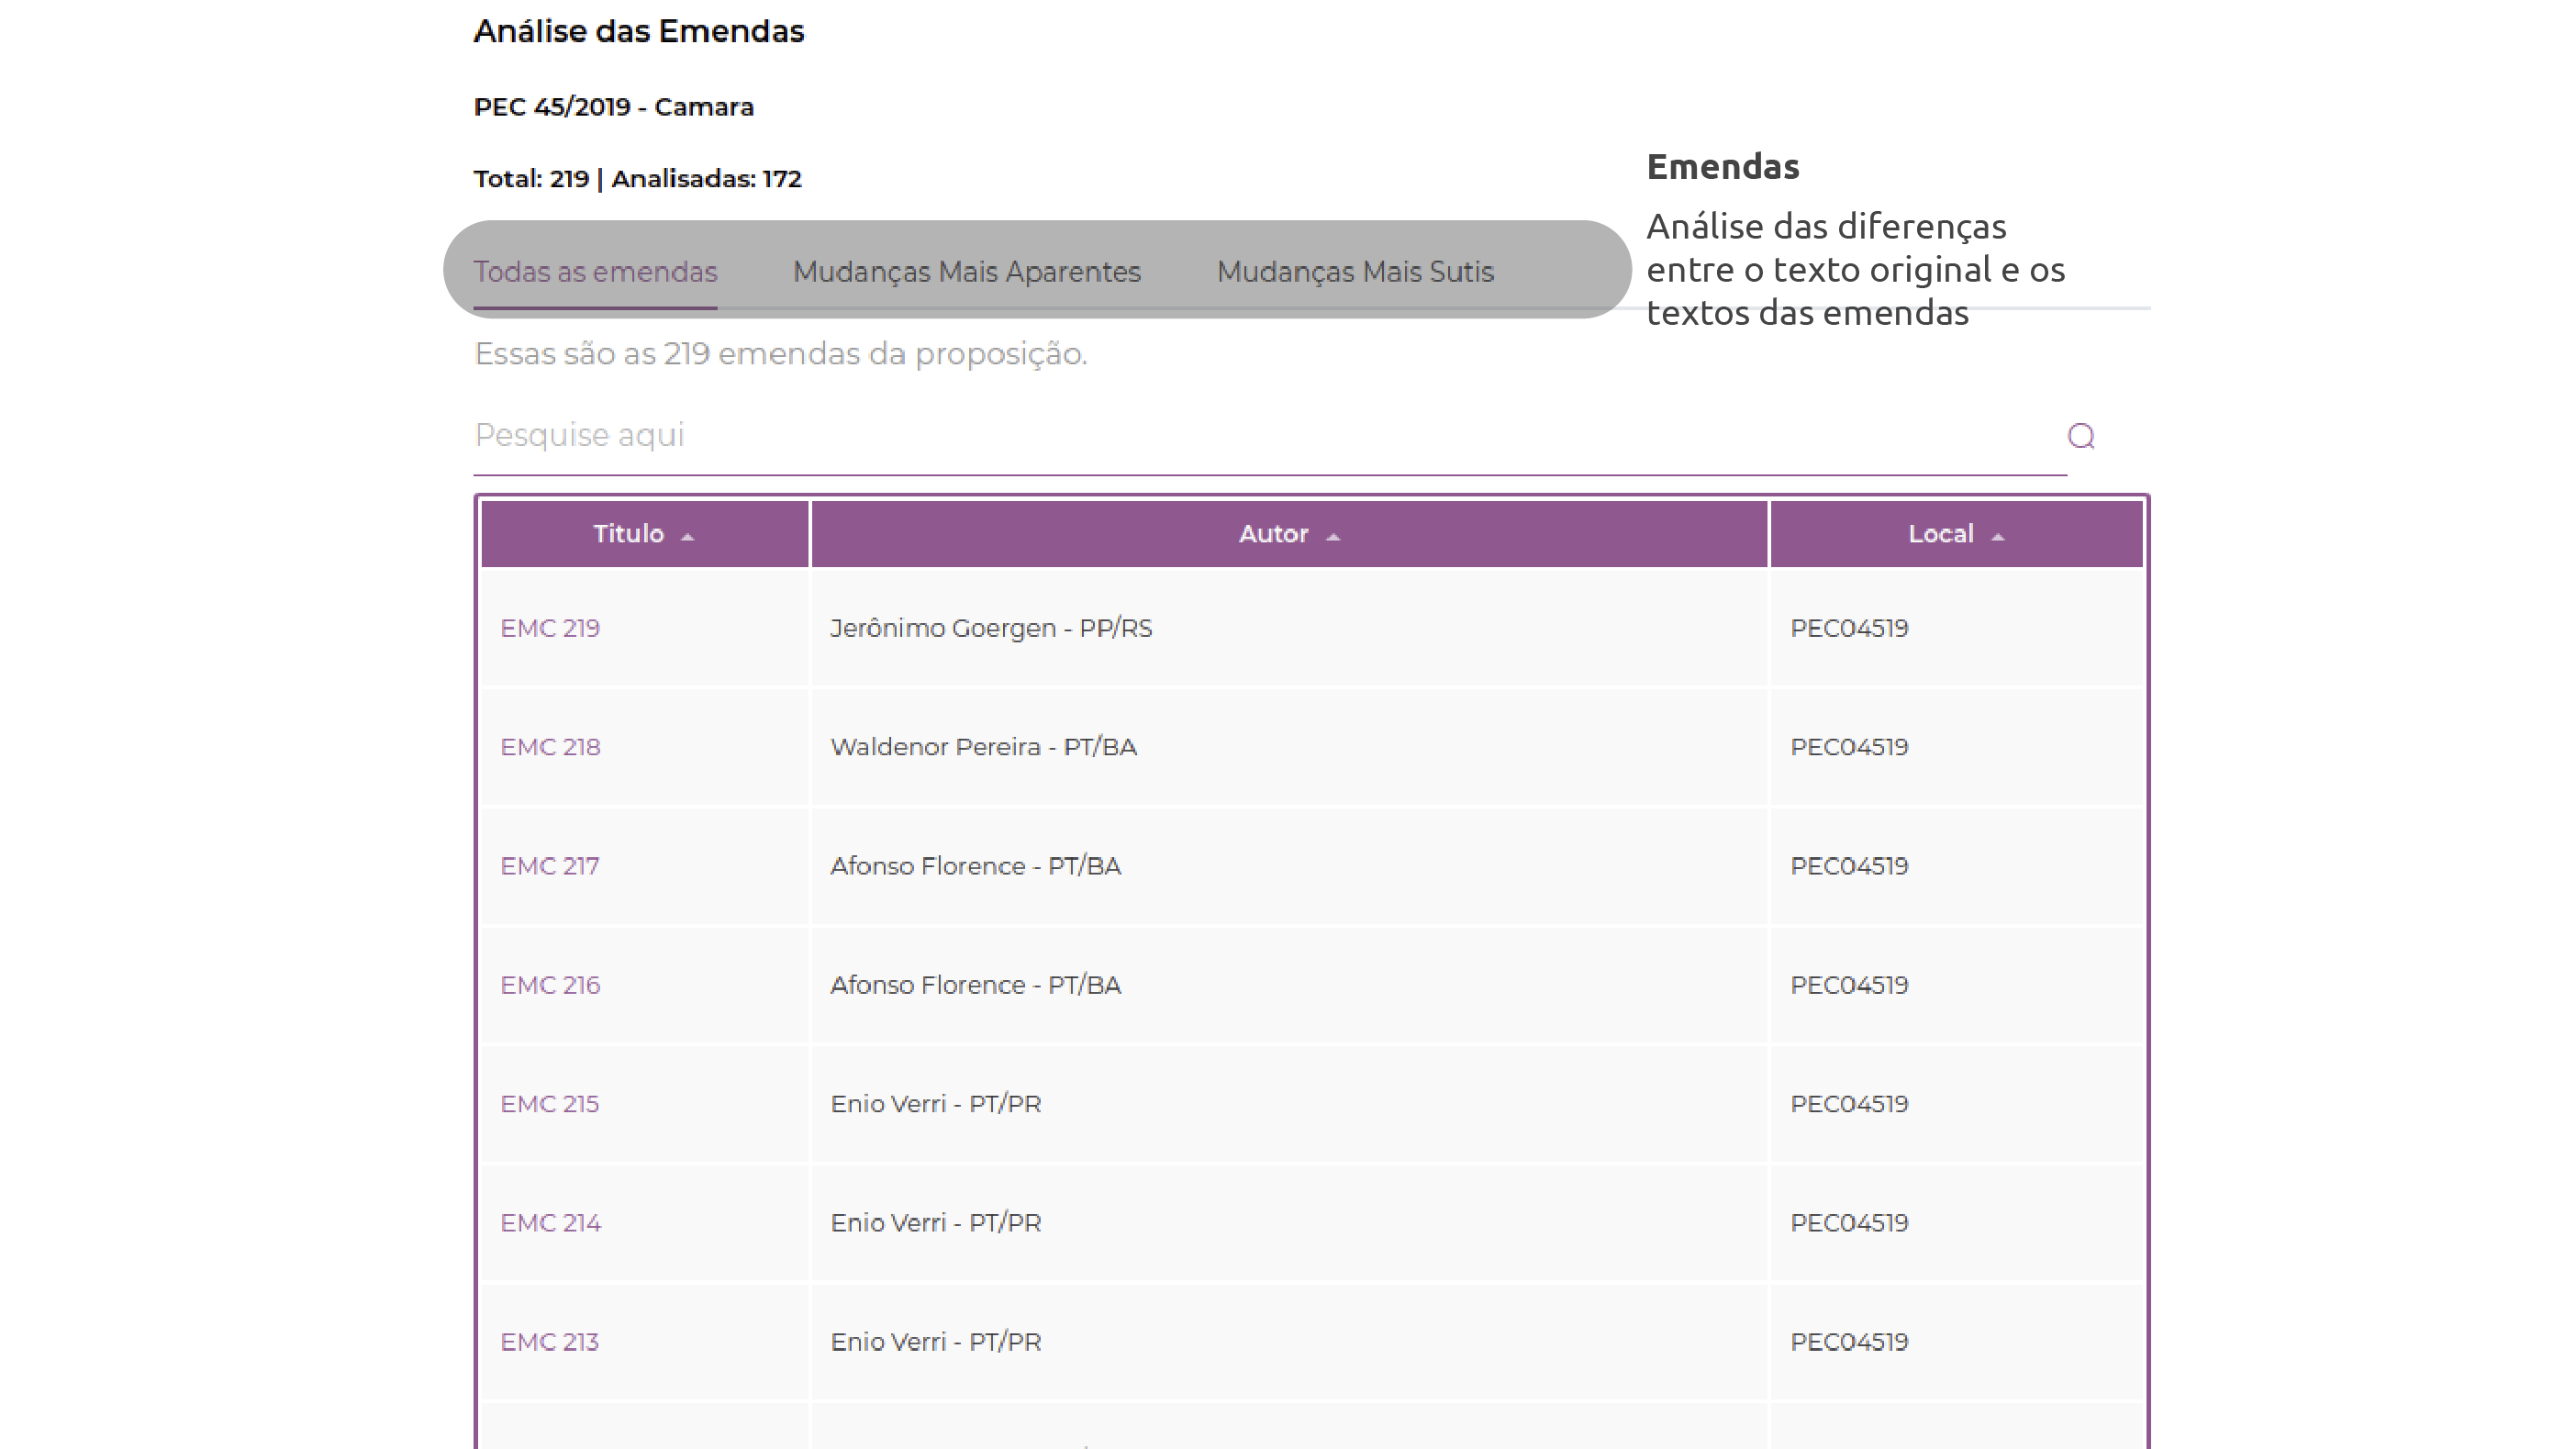 Análise das Emendas
PEC 45/2019 - Camara
Total: 219 | Analisadas: 172
Emendas
Análise das diferenças
entre o texto original e os
textos das emendas
Todas as emendas Mudanças Mais Aparentes Mudanças Mais Sutis
Essas são as 219 emendas da proposição.
Pesquise aqui
Titulo Autor Local
EMC 219 Jerônimo Goergen - PP/RS PEC04519
EMC 218 Waldenor Pereira - PT/BA PEC04519
EMC 217 Afonso Florence - PT/BA PEC04519
EMC 216 Afonso Florence - PT/BA PEC04519
EMC 215 Enio Verri - PT/PR PEC04519
EMC 214 Enio Verri - PT/PR PEC04519
EMC 213 Enio Verri - PT/PR PEC04519